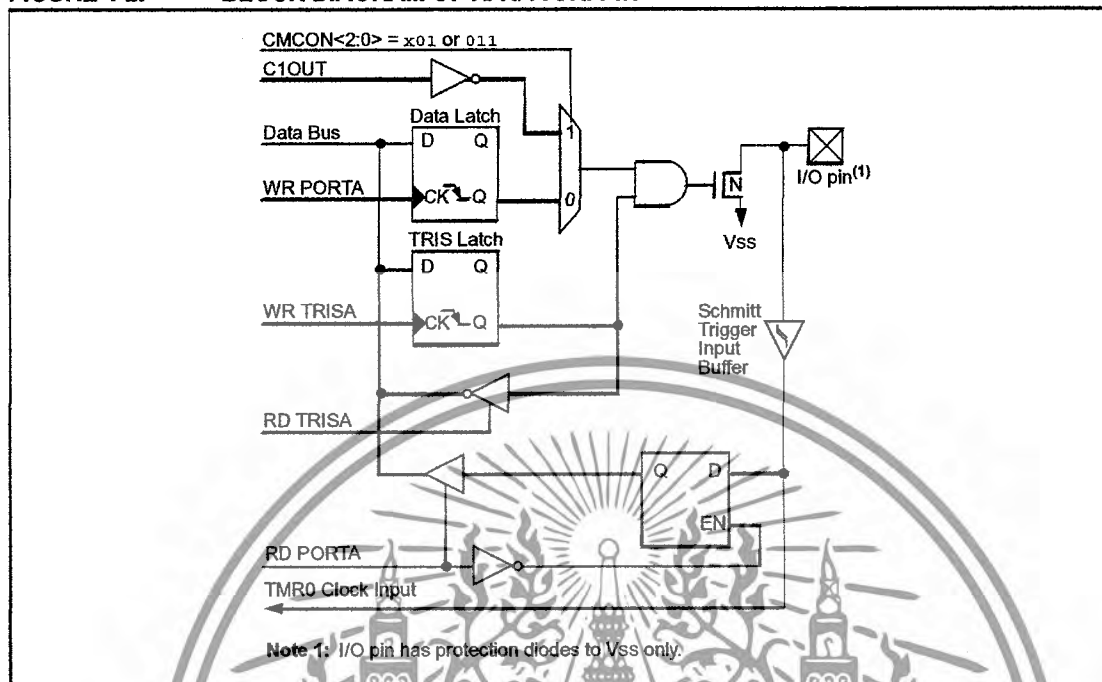 CMCON<2:0> = x01 or 011
C1OUT
Data Latch
Data Bus
D Q
1
WR PORTA
CK Q
0
I/O pin(1)
N
Vss
TRIS Latch
D Q
WR TRISA
CK Q
Schmitt
Trigger
Input
Buffer
RD TRISA
Q D
EN
RD PORTA
TMR0 Clock Input
Note 1: I/O pin has protection diodes to Vss only.